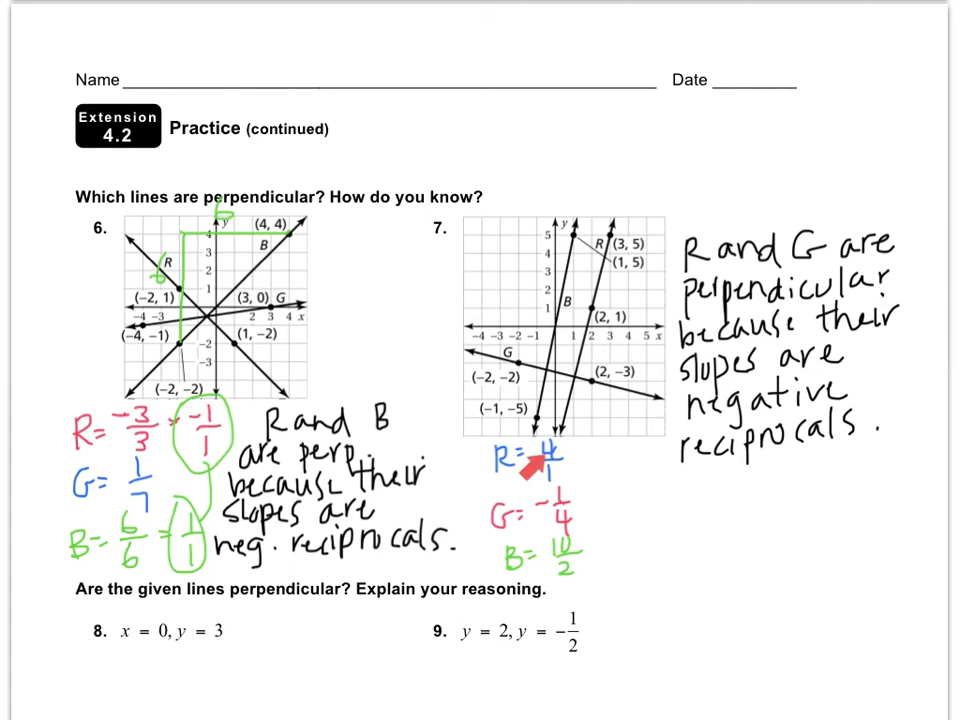 Name Date
Extension
4.2
Practice (continued)
Which lines are perpendicular? How do you know?
6.
6
6
y
(4, 4)
B
4
3
2
1
R
(-2, 1)
(3, 0) G
-4 -3
2 3 4 x
(-4, -1)
(1, -2)
-2
-3
(-2, -2)
R= -3/3 = -1/1
G= 1/7
B= 6/6 = 1/1
R and B
are perp.
because their
slopes are
neg. reciprocals.
7.
y
5
4
3
2
1
R (3, 5)
(1, 5)
B
(2, 1)
-4 -3 -2 -1
1 2 3 4 5 x
G
(-2, -2)
(2, -3)
(-1, -5)
R= 4/1
G= -1/4
B= 10/2
R and G are
perpendicular
because their
slopes are
negative
reciprocals.
Are the given lines perpendicular? Explain your reasoning.
8. x = 0, y = 3
9. y = 2, y = -1/2